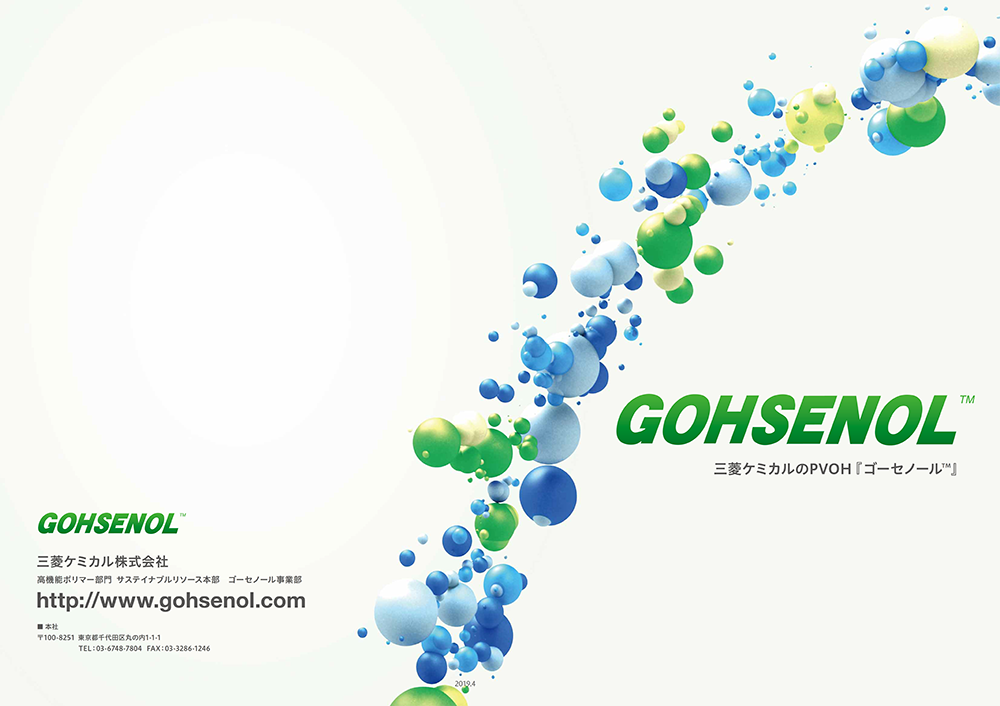 GOHSENOL™
三菱ケミカルのPVOH『ゴーセノール™』
GOHSENOL™
三菱ケミカル株式会社
高機能ポリマー部門 サステイナブルリソース本部　ゴーセノール事業部
http://www.gohsenol.com
■ 本社
〒100-8251 東京都千代田区丸の内1-1-1
TEL：03-6748-7804 FAX：03-3286-1246
2019.4